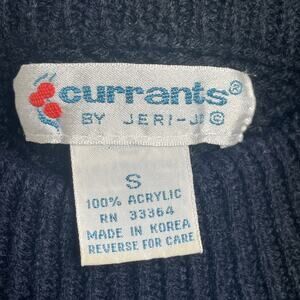 currants®
BY JERI-JO©
S
100% ACRYLIC
RN 33364
MADE IN KOREA
REVERSE FOR CARE